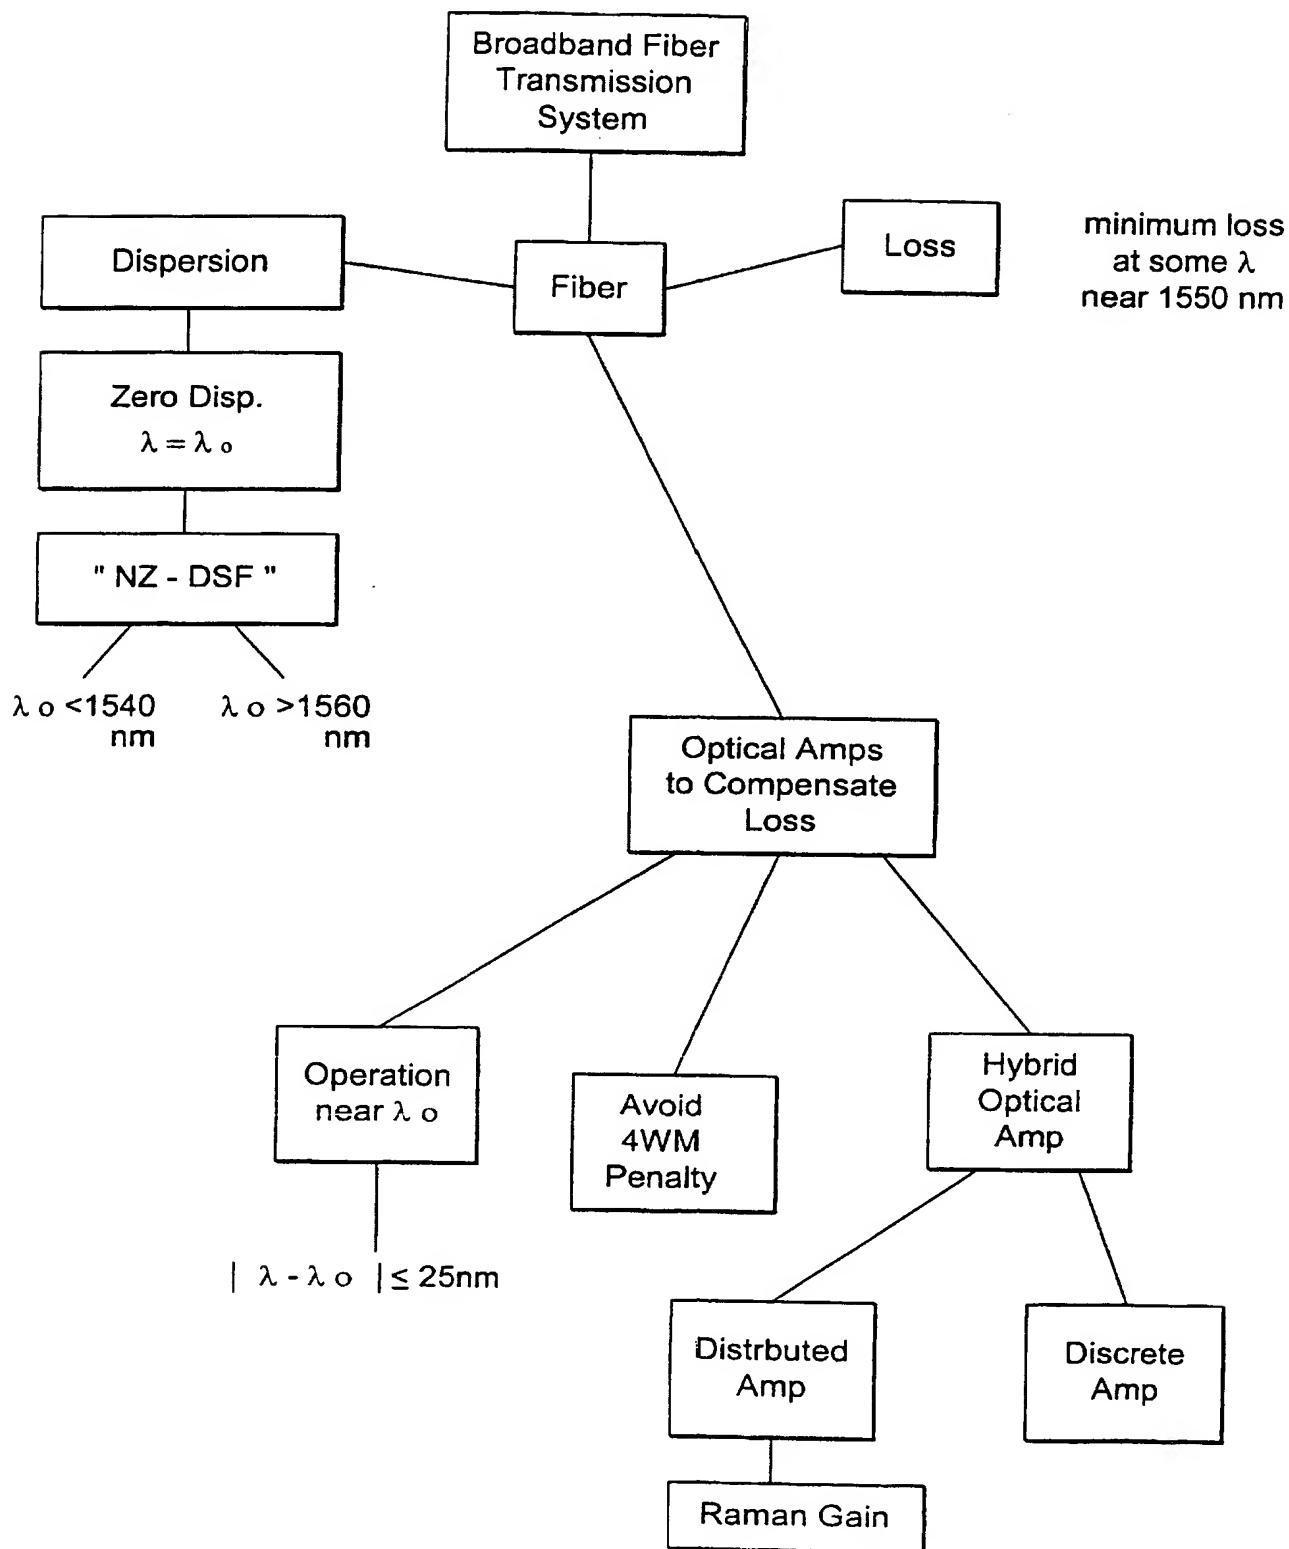 Broadband Fiber
Transmission
System
Dispersion
Fiber
Loss
minimum loss
at some λ
near 1550 nm
Zero Disp.
λ = λ o
" NZ - DSF "
λ o <1540
nm
λ o >1560
nm
Optical Amps
to Compensate
Loss
Operation
near λ o
Avoid
4WM
Penalty
Hybrid
Optical
Amp
| λ - λ o | ≤ 25nm
Distrbuted
Amp
Discrete
Amp
Raman Gain